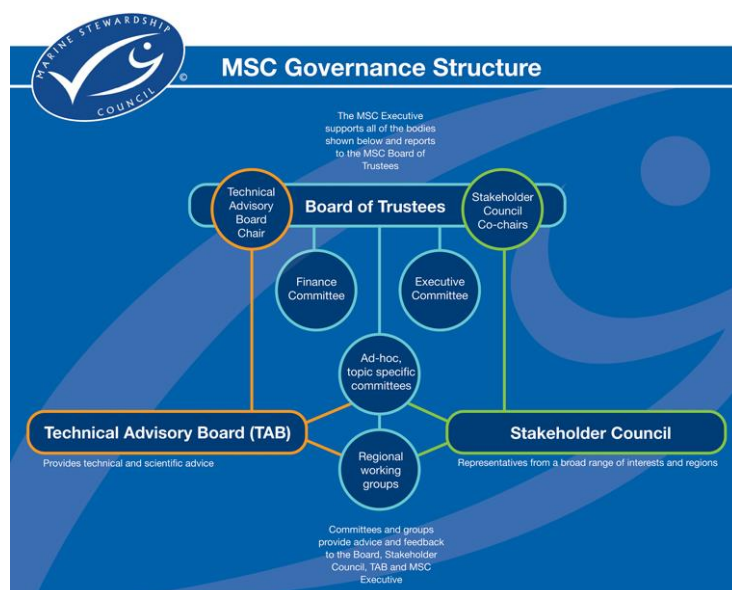 MARINE STEWARDSHIP
COUNCIL
©
MSC Governance Structure
The MSC Executive
supports all of the bodies
shown below and reports
to the MSC Board of
Trustees
Technical
Advisory
Board
Chair
Board of Trustees
Stakeholder
Council
Co-chairs
Finance
Committee
Executive
Committee
Ad-hoc,
topic specific
committees
Technical Advisory Board (TAB)
Provides technical and scientific advice
Stakeholder Council
Representatives from a broad range of interests and regions
Regional
working
groups
Committees and groups
provide advice and feedback
to the Board, Stakeholder
Council, TAB and MSC
Executive